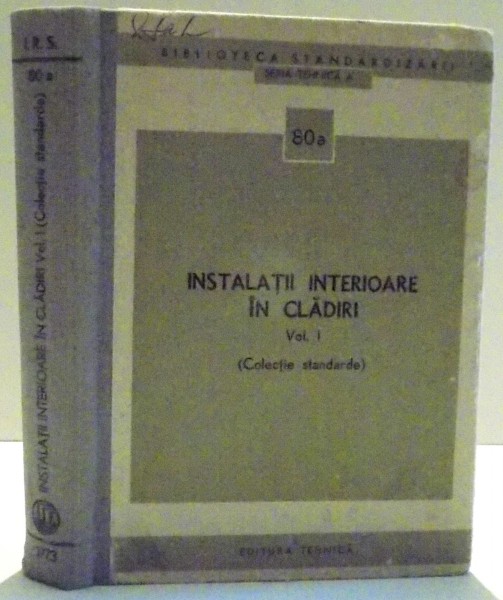 I.R.S.
80 a
INSTALAȚII INTERIOARE ÎN CLĂDIRI Vol. I (Colecție standarde)
1973
BIBLIOTECA STANDARDIZĂRII
SERIA TEHNICĂ A
80a
INSTALAȚII INTERIOARE
ÎN CLĂDIRI
Vol. I
(Colecție standarde)
EDITURA TEHNICĂ